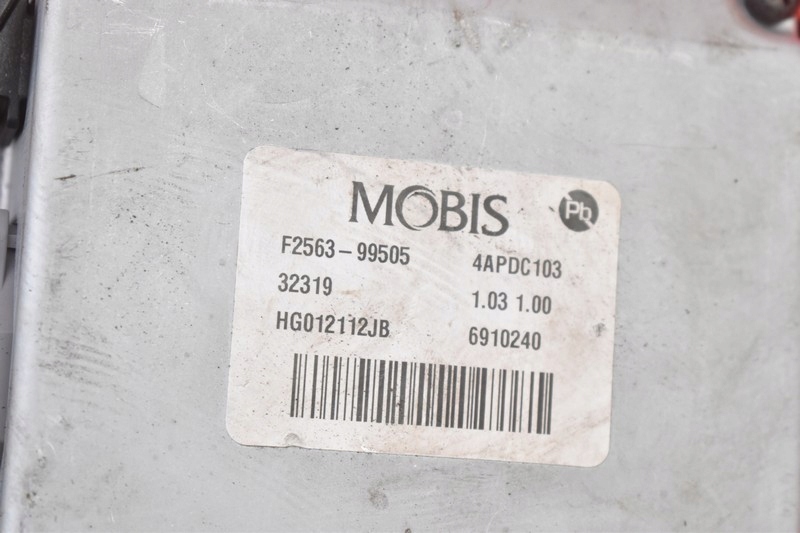 MOBIS Pb
F2563-99505 4APDC103
32319 1.03 1.00
HG012112JB 6910240